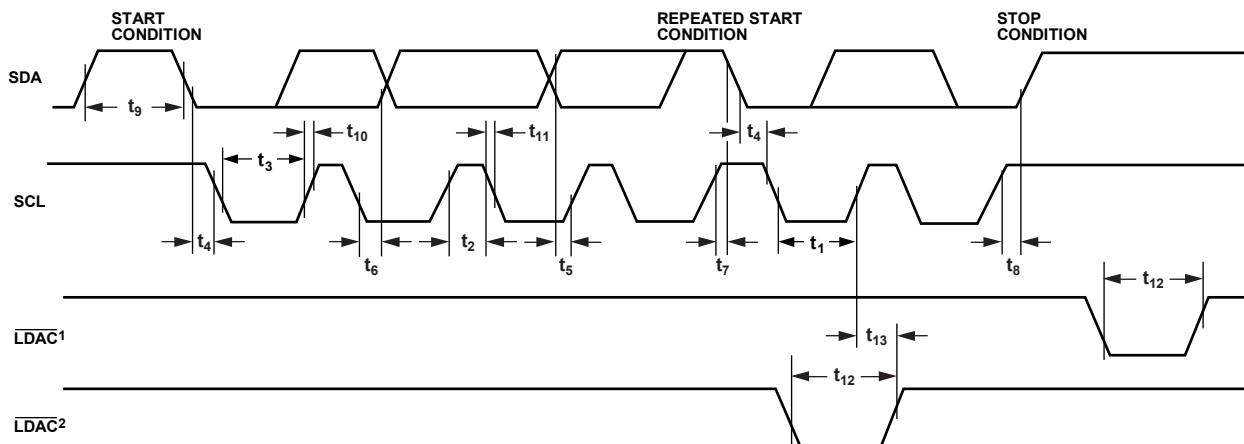 START
CONDITION
REPEATED START
CONDITION
STOP
CONDITION
SDA
t9
t4
t10
t11
t3
SCL
t4
t6
t2
t5
t7
t1
t8
t12
LDAC1
t13
t12
LDAC2